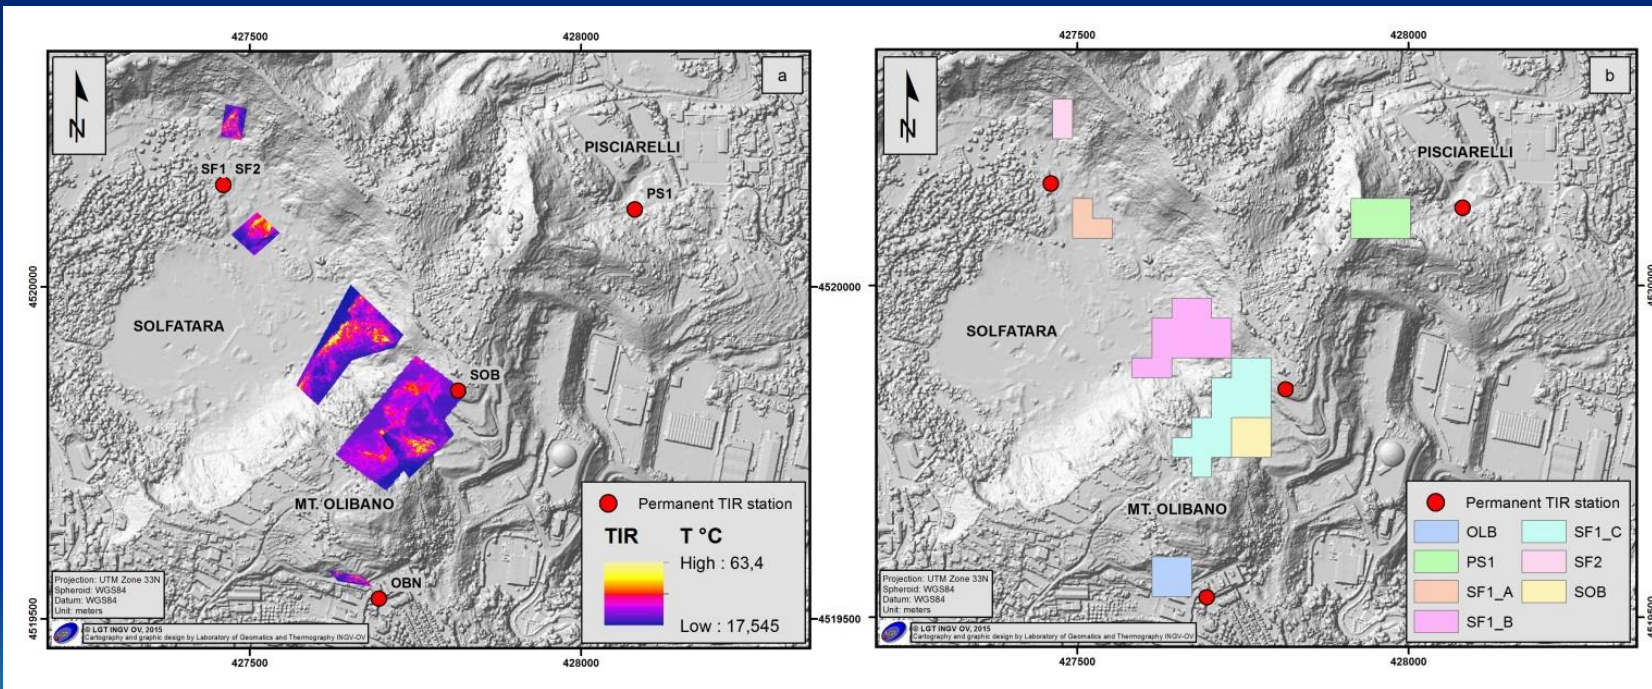 427500
428000
a
N
PISCIARELLI
SF1 SF2
PS1
4520000
4520000
SOLFATARA
SOB
MT. OLIBANO
Permanent TIR station
TIR T °C
High : 63,4
Low : 17,545
OBN
Projection: UTM Zone 33N
Spheroid: WGS84
Datum: WGS84
Unit: meters
© LGT INGV OV, 2015
Cartography and graphic design by Laboratory of Geomatics and Thermography INGV-OV
4519500
4519500
427500
428000
427500
428000
b
N
PISCIARELLI
SOLFATARA
MT. OLIBANO
Permanent TIR station
OLB
SF1_C
PS1
SF2
SF1_A
SOB
SF1_B
Projection: UTM Zone 33N
Spheroid: WGS84
Datum: WGS84
Unit: meters
© LGT INGV OV, 2015
Cartography and graphic design by Laboratory of Geomatics and Thermography INGV-OV
427500
428000